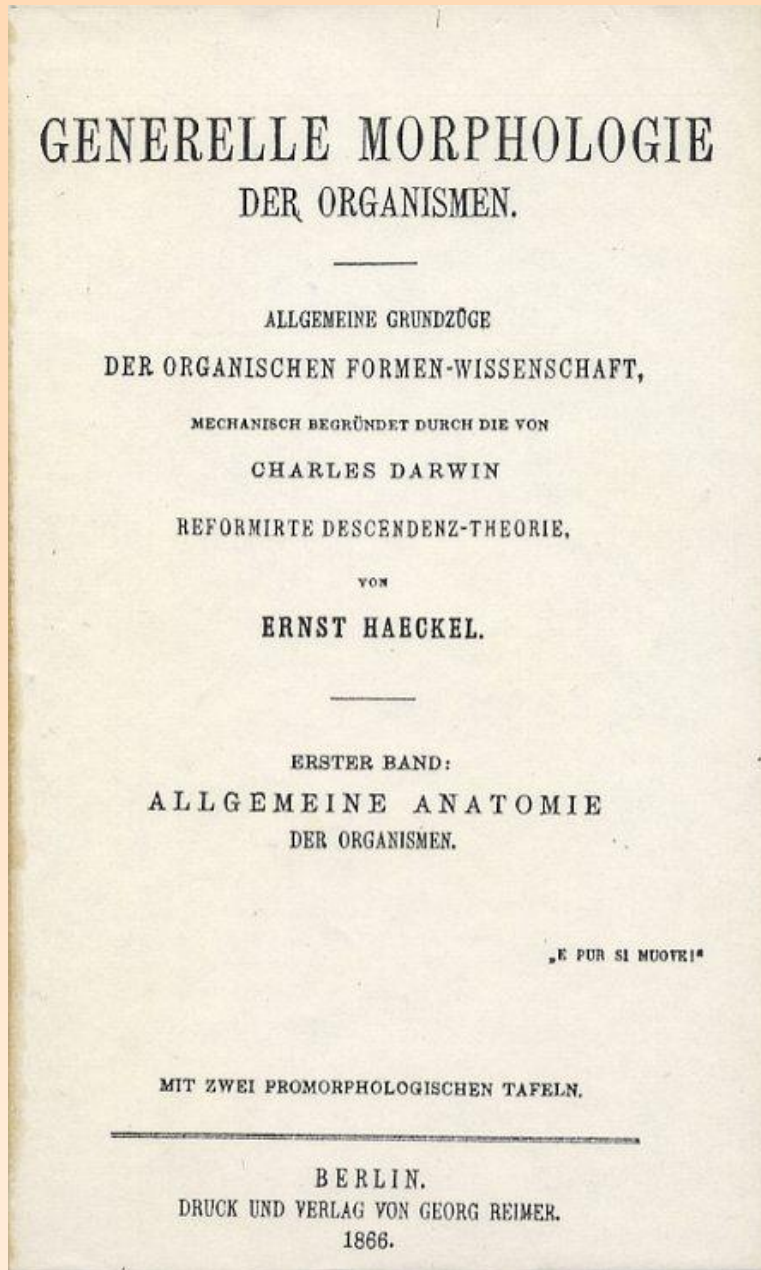 GENERELLE MORPHOLOGIE
DER ORGANISMEN.
ALLGEMEINE GRUNDZÜGE
DER ORGANISCHEN FORMEN-WISSENSCHAFT,
MECHANISCH BEGRÜNDET DURCH DIE VON
CHARLES DARWIN
REFORMIRTE DESCENDENZ-THEORIE,
VON
ERNST HAECKEL.
ERSTER BAND:
ALLGEMEINE ANATOMIE
DER ORGANISMEN.
„E PUR SI MUOVE!“
MIT ZWEI PROMORPHOLOGISCHEN TAFELN.
BERLIN.
DRUCK UND VERLAG VON GEORG REIMER.
1866.